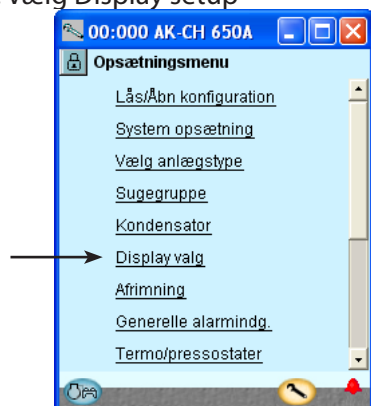 Vælg Display setup
00:000 AK-CH 650A
Opsætningsmenu
Lås/Åbn konfiguration
System opsætning
Vælg anlægstype
Sugegruppe
Kondensator
Display valg
Afrimning
Generelle alarmindg.
Termo/pressostater